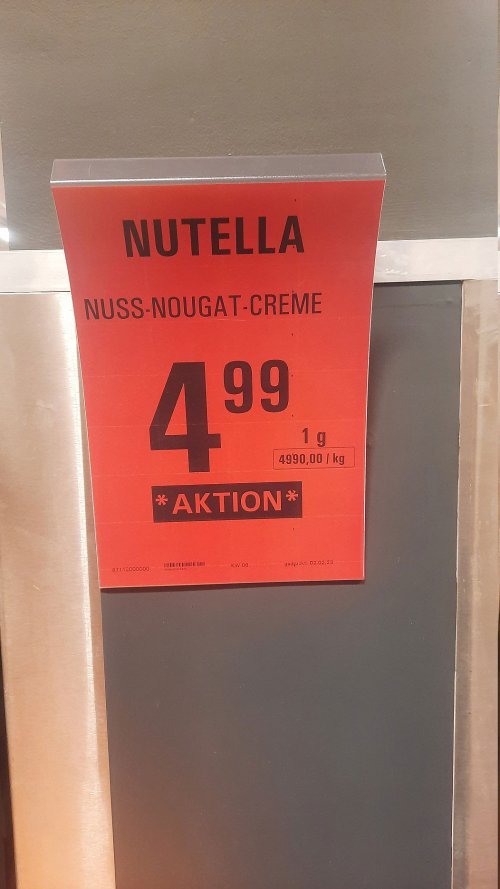 NUTELLA
NUSS-NOUGAT-CREME
4 99
1 g
4990,00 / kg
*AKTION*